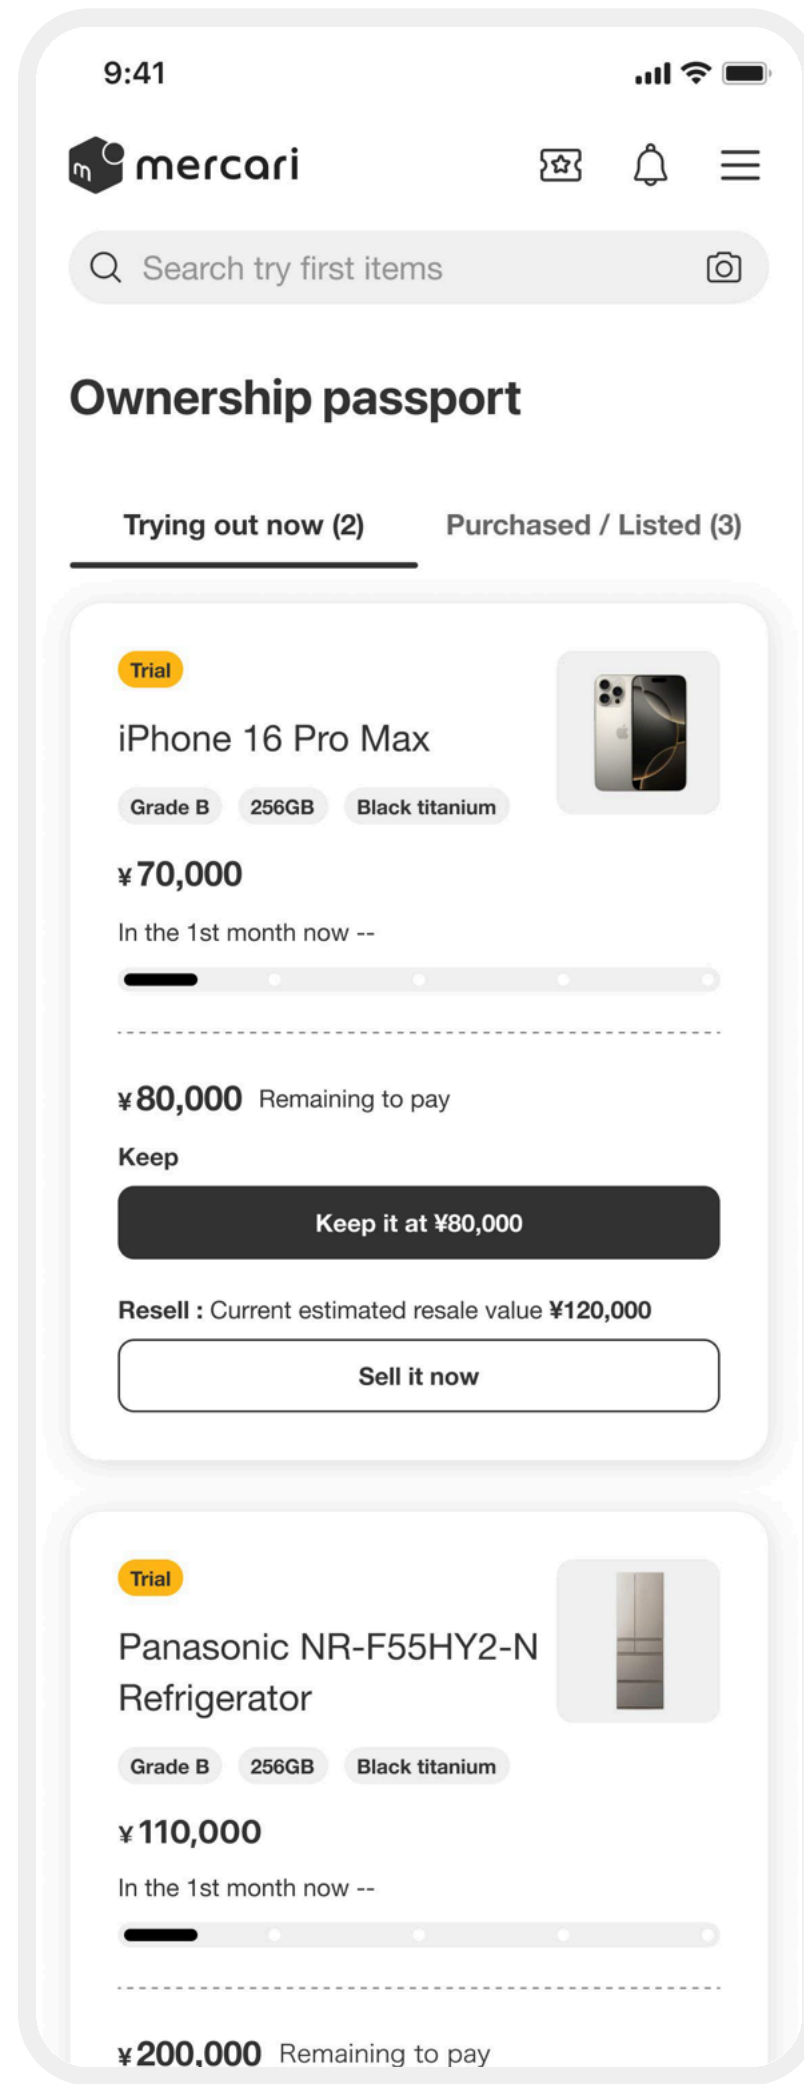 9:41
m mercari
Search try first items
Ownership passport
Trying out now (2) Purchased / Listed (3)
Trial
iPhone 16 Pro Max
Grade B 256GB Black titanium
¥70,000
In the 1st month now --
¥80,000 Remaining to pay
Keep
Keep it at ¥80,000
Resell : Current estimated resale value ¥120,000
Sell it now
Trial
Panasonic NR-F55HY2-N
Refrigerator
Grade B 256GB Black titanium
¥110,000
In the 1st month now --
¥200,000 Remaining to pay